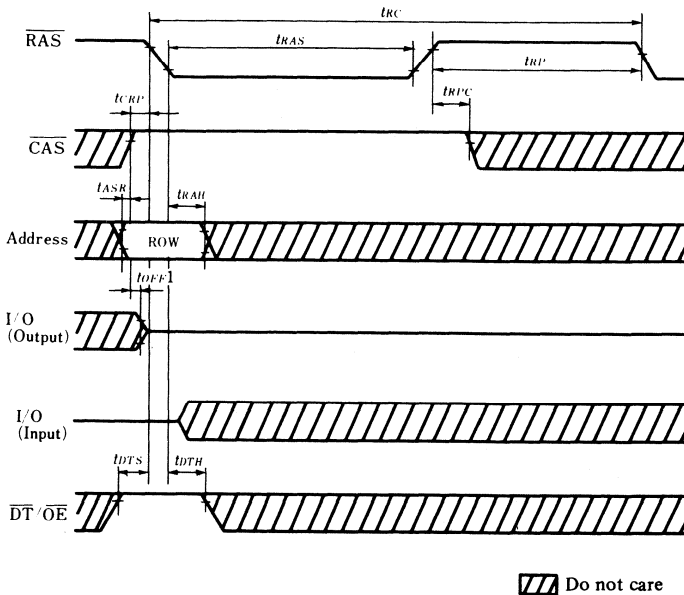 tRC
RAS
tRAS
tRP
tCRP
tRPC
CAS
tASR
tRAH
Address
ROW
tOFF1
I/O
(Output)
I/O
(Input)
tDTS
tDTH
DT/OE
Do not care